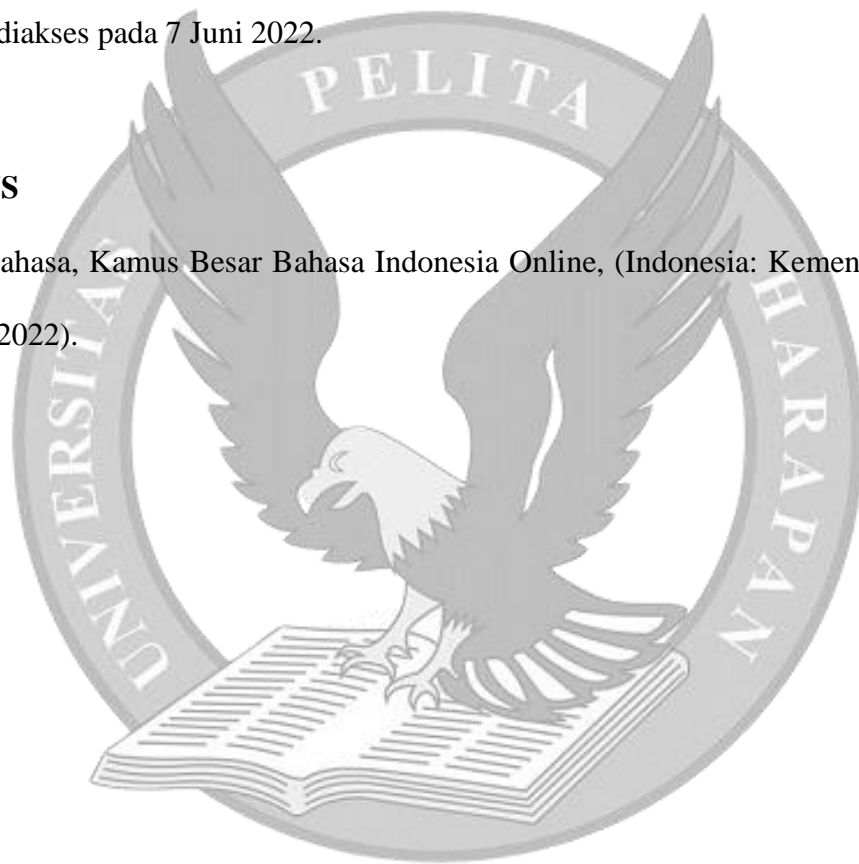 diakses pada 7 Juni 2022.
S
ahasa, Kamus Besar Bahasa Indonesia Online, (Indonesia: Kemen
2022).
UNIVERSITAS PELITA HARAPAN